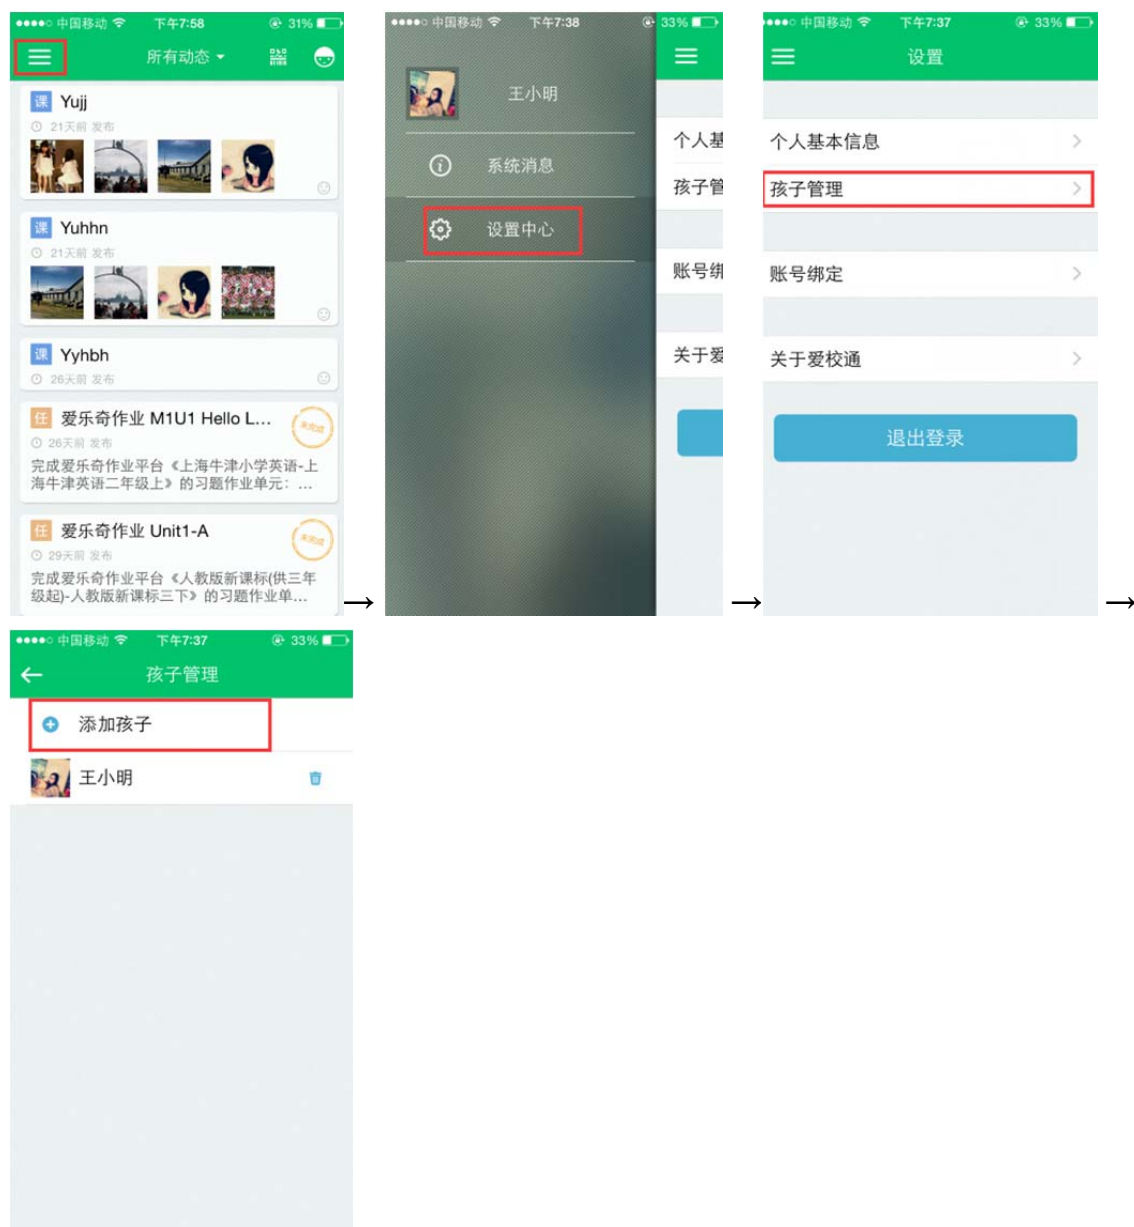 中国移动 下午7:58 31%
所有动态
课 Yujj
21天前 发布
课 Yuhhn
21天前 发布
课 Yyhbh
26天前 发布
任 爱乐奇作业 M1U1 Hello L...
未完成
26天前 发布
完成爱乐奇作业平台《上海牛津小学英语-上
海牛津英语二年级上》的习题作业单元：...
任 爱乐奇作业 Unit1-A
未完成
29天前 发布
完成爱乐奇作业平台《人教版新课标(供三年
级起)-人教版新课标三下》的习题作业单...
→
中国移动 下午7:38 33%
王小明
系统消息
设置中心
个人基
孩子管
账号绑
关于爱
→
中国移动 下午7:37 33%
设置
个人基本信息
孩子管理
账号绑定
关于爱校通
退出登录
→
中国移动 下午7:37 33%
孩子管理
添加孩子
王小明